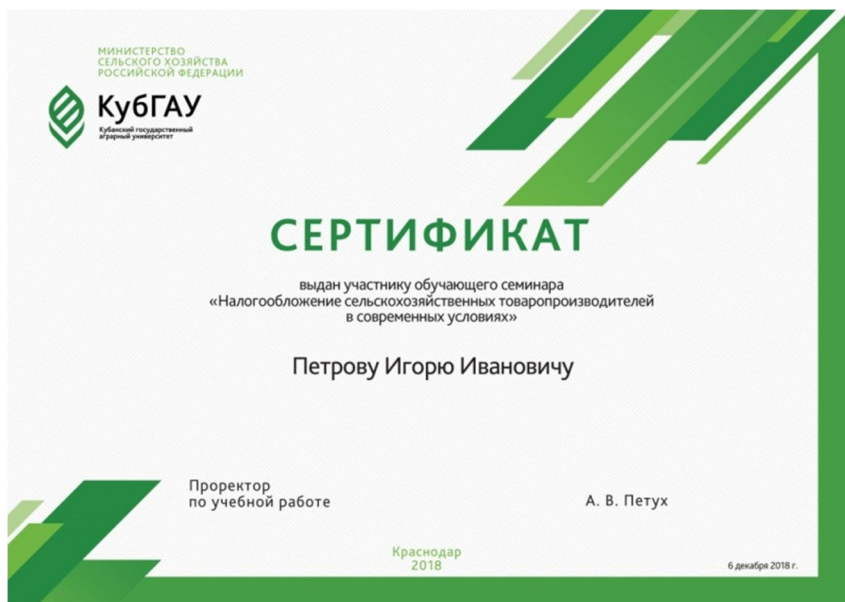 МИНИСТЕРСТВО
СЕЛЬСКОГО ХОЗЯЙСТВА
РОССИЙСКОЙ ФЕДЕРАЦИИ
КубГАУ
Кубанский государственный
аграрный университет
СЕРТИФИКАТ
выдан участнику обучающего семинара
«Налогообложение сельскохозяйственных товаропроизводителей
в современных условиях»
Петрову Игорю Ивановичу
Проректор
по учебной работе
А. В. Петух
Краснодар
2018
6 декабря 2018 г.